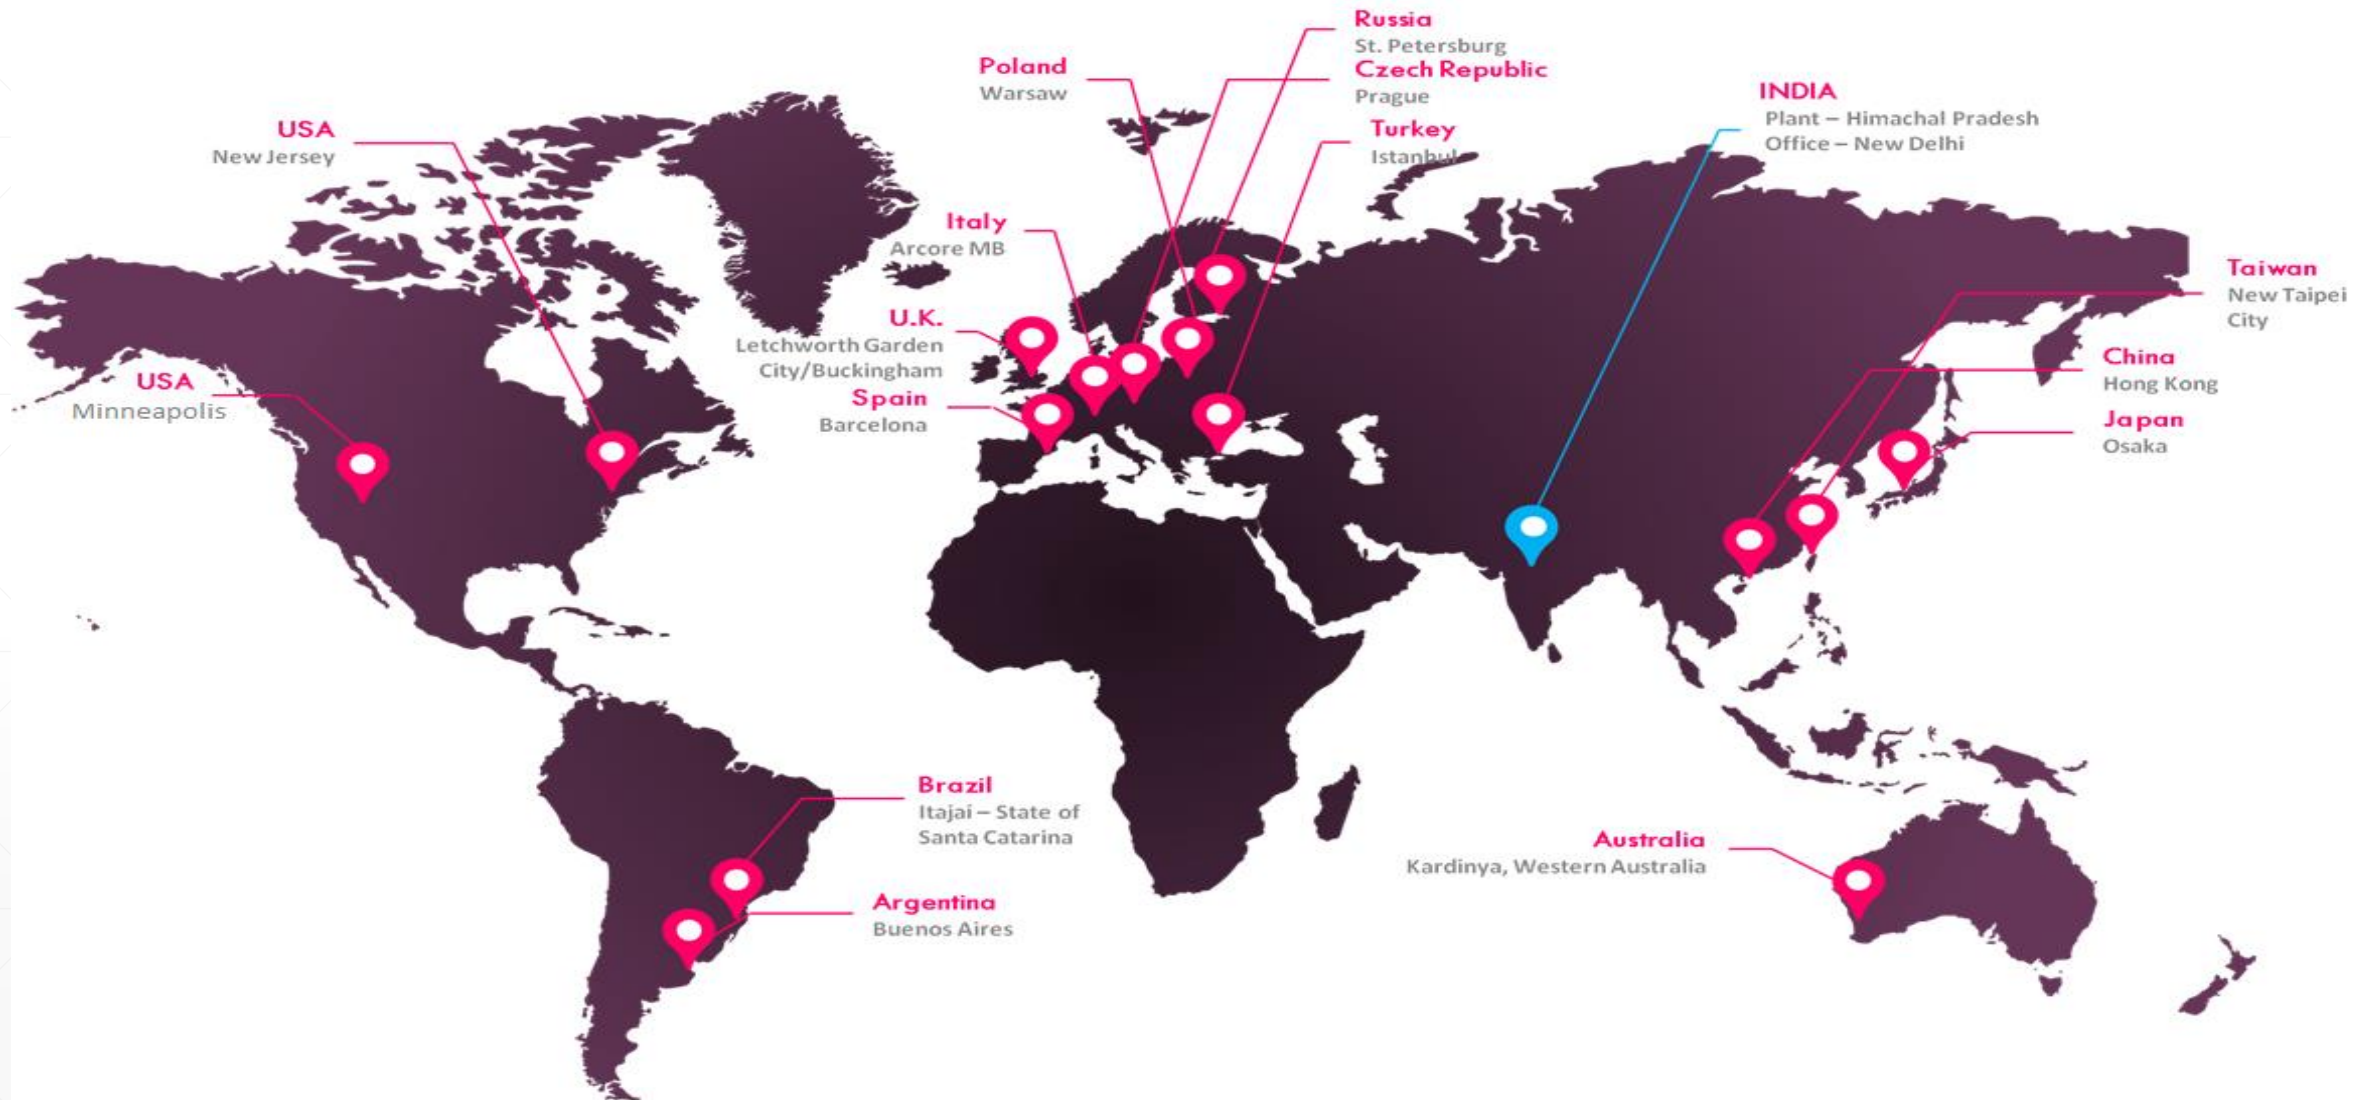 Russia
St. Petersburg
Czech Republic
Prague
Poland
Warsaw
Turkey
Istanbul
INDIA
Plant – Himachal Pradesh
Office – New Delhi
USA
New Jersey
Italy
Arcore MB
Taiwan
New Taipei
City
U.K.
Letchworth Garden
City/Buckingham
Spain
Barcelona
USA
Minneapolis
China
Hong Kong
Japan
Osaka
Brazil
Itajai – State of
Santa Catarina
Argentina
Buenos Aires
Australia
Kardinya, Western Australia